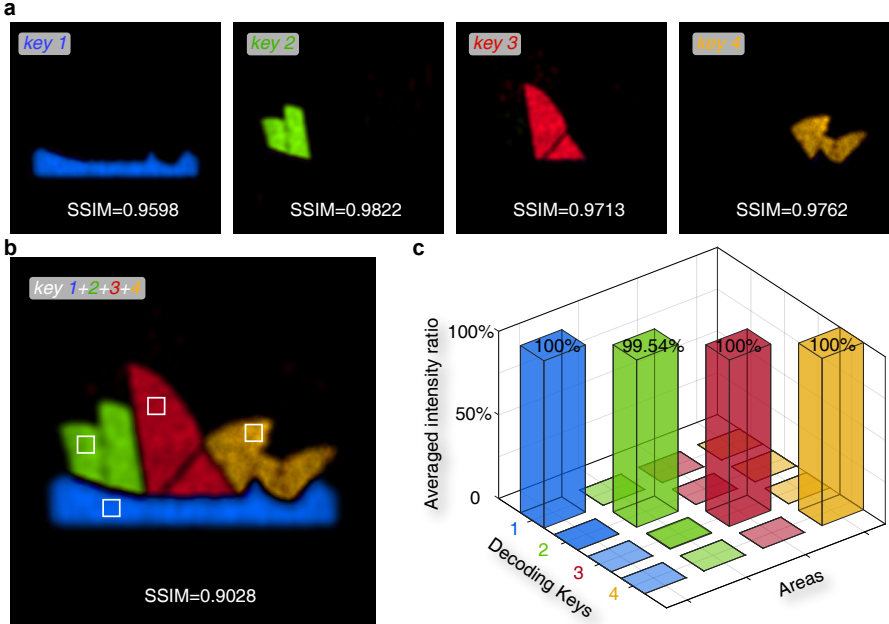 a
key 1
key 2
key 3
key 4
SSIM=0.9598
SSIM=0.9822
SSIM=0.9713
SSIM=0.9762
b
key 1+2+3+4
SSIM=0.9028
c
Averaged intensity ratio
100%
50%
0
100%
99.54%
100%
100%
1
2
3
4
Decoding Keys
Areas